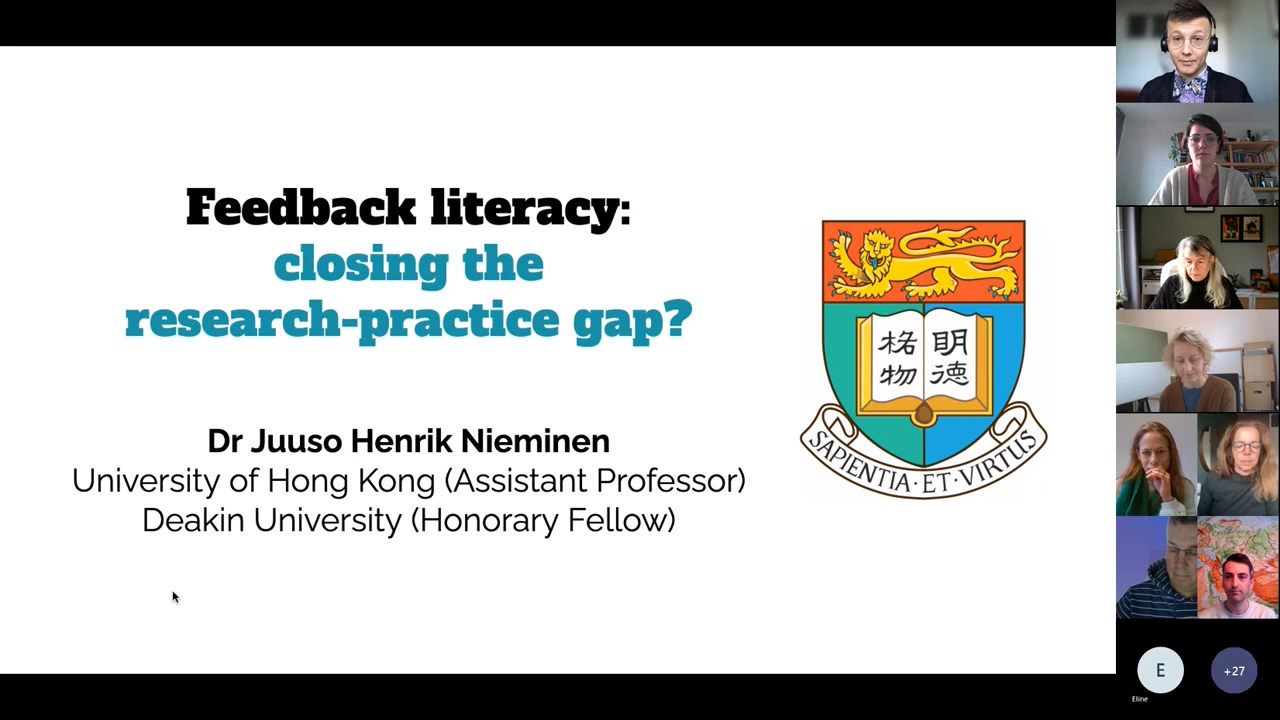 Feedback literacy:
closing the
research-practice gap?
Dr Juuso Henrik Nieminen
University of Hong Kong (Assistant Professor)
Deakin University (Honorary Fellow)
明德
格物
SAPIENTIA·ET·VIRTUS
E
Eline
+27